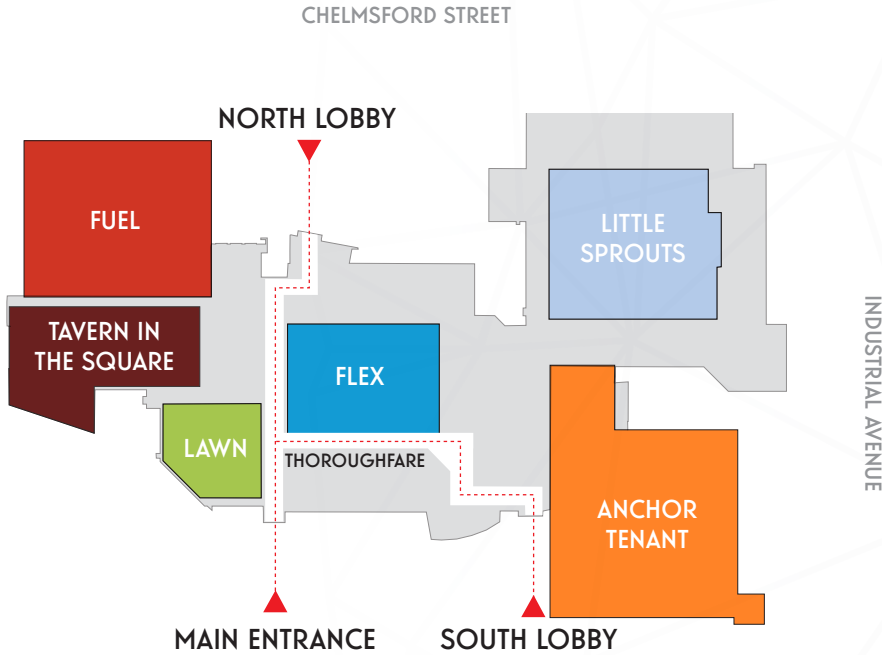 CHELMSFORD STREET
NORTH LOBBY
FUEL
LITTLE
SPROUTS
TAVERN IN
THE SQUARE
FLEX
INDUSTRIAL AVENUE
LAWN
THOROUGHFARE
ANCHOR
TENANT
MAIN ENTRANCE
SOUTH LOBBY